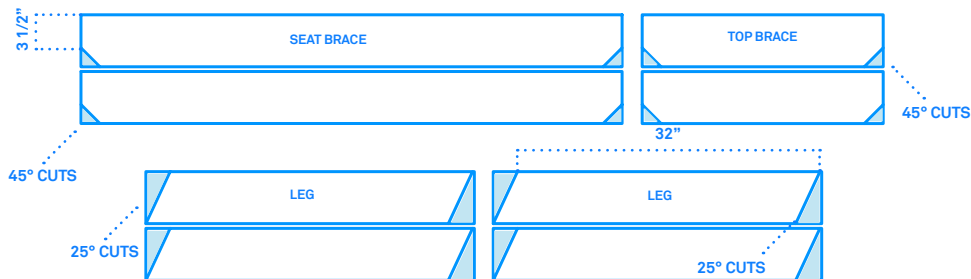 3 1/2”
SEAT BRACE
TOP BRACE
45° CUTS
32”
45° CUTS
LEG
LEG
25° CUTS
25° CUTS